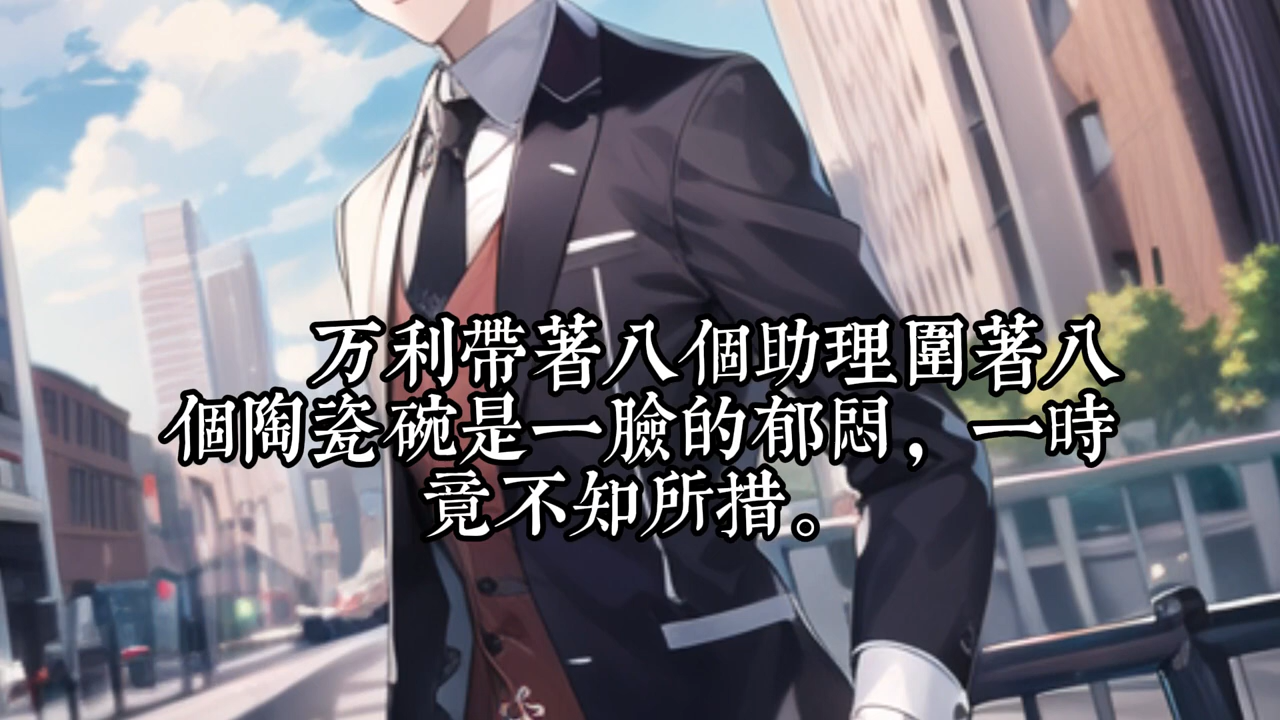 万利帶著八個助理圍著八
個陶瓷碗是一臉的郁悶，一時
竟不知所措。